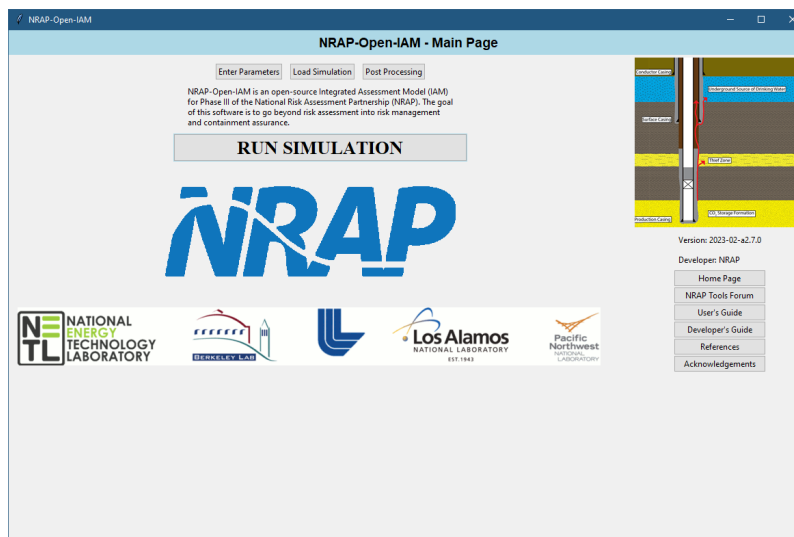 NRAP-Open-IAM
NRAP-Open-IAM - Main Page
Enter Parameters Load Simulation Post Processing
NRAP-Open-IAM is an open-source Integrated Assessment Model (IAM)
for Phase III of the National Risk Assessment Partnership (NRAP). The goal
of this software is to go beyond risk assessment into risk management
and containment assurance.
RUN SIMULATION
NRAP
NETL
NATIONAL
ENERGY
TECHNOLOGY
LABORATORY
BERKELEY LAB
Los Alamos
NATIONAL LABORATORY
EST. 1943
Pacific
Northwest
NATIONAL
LABORATORY
Conductor Casing
Underground Source of Drinking Water
Surface Casing
Thief Zone
CO₂ Storage Formation
Production Casing
Version: 2023-02-a2.7.0
Developer: NRAP
Home Page
NRAP Tools Forum
User's Guide
Developer's Guide
References
Acknowledgements